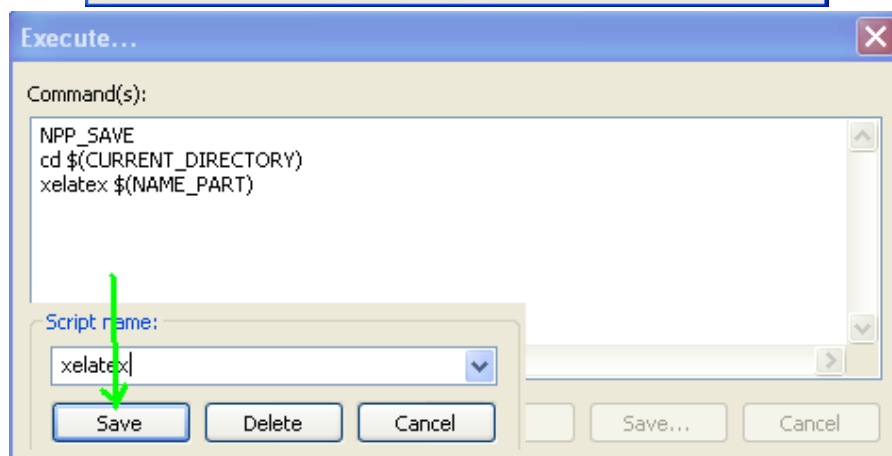 Execute...
Command(s):
NPP_SAVE
cd $(CURRENT_DIRECTORY)
xelatex $(NAME_PART)
Script name:
xelatex
Save Delete Cancel Save... Cancel